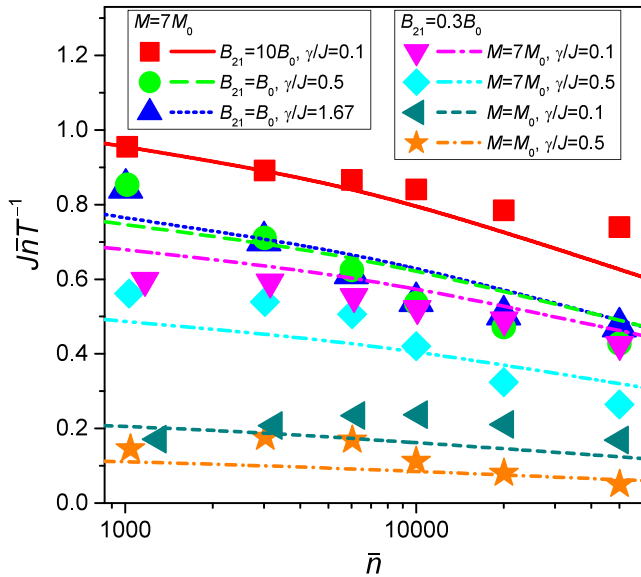 M=7M₀
B₂₁=10B₀, γ/J=0.1
B₂₁=B₀, γ/J=0.5
B₂₁=B₀, γ/J=1.67
B₂₁=0.3B₀
M=7M₀, γ/J=0.1
M=7M₀, γ/J=0.5
M=M₀, γ/J=0.1
M=M₀, γ/J=0.5
1.2
1.0
0.8
0.6
0.4
0.2
0.0
Jn̄T⁻¹
1000
10000
n̄